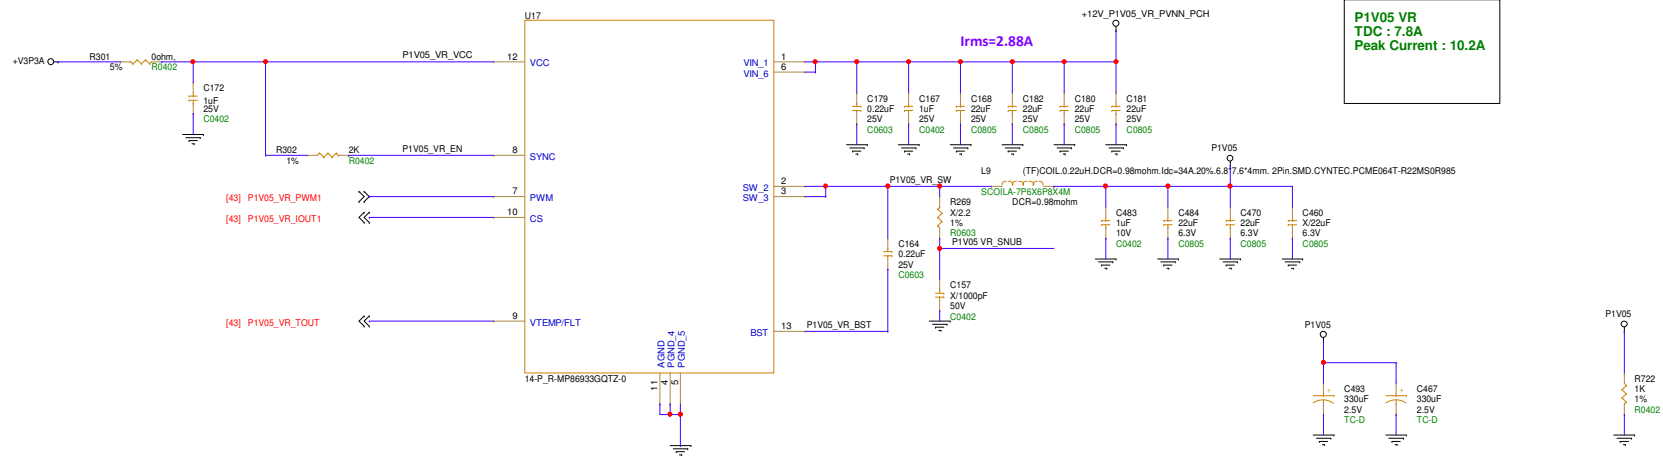 U17
+12V_P1V05_VR_PVNN_PCH
P1V05 VR
TDC : 7.8A
Peak Current : 10.2A
Irms=2.88A
+V3P3A
R301
5%
0ohm,
R0402
P1V05_VR_VCC
12
VCC
1
VIN_1
6
VIN_6
C172
1uF
25V
C0402
C179
0.22uF
25V
C0603
C167
1uF
25V
C0402
C168
22uF
25V
C0805
C182
22uF
25V
C0805
C180
22uF
25V
C0805
C181
22uF
25V
C0805
R302
1%
2K
R0402
P1V05_VR_EN
8
SYNC
P1V05
L9
(TF)COIL.0.22uH.DCR=0.98mohm.Idc=34A.20%.6.8*7.6*4mm. 2Pin.SMD.CYNTEC.PCME064T-R22MS0R985
P1V05_VR_SW
SCOILA-7P6X6P8X4M
DCR=0.98mohm
2
SW_2
3
SW_3
[43] P1V05_VR_PWM1
7
PWM
[43] P1V05_VR_IOUT1
10
CS
R269
X/2.2
1%
R0603
P1V05 VR_SNUB
C483
1uF
10V
C0402
C484
22uF
6.3V
C0805
C470
22uF
6.3V
C0805
C460
X/22uF
6.3V
C0805
C164
0.22uF
25V
C0603
C157
X/1000pF
50V
C0402
[43] P1V05_VR_TOUT
9
VTEMP/FLT
13
BST
P1V05_VR_BST
AGND
PGND_4
PGND_5
11
4
5
14-P_R-MP86933GQTZ-0
P1V05
C493
330uF
2.5V
TC-D
C467
330uF
2.5V
TC-D
P1V05
R722
1K
1%
R0402